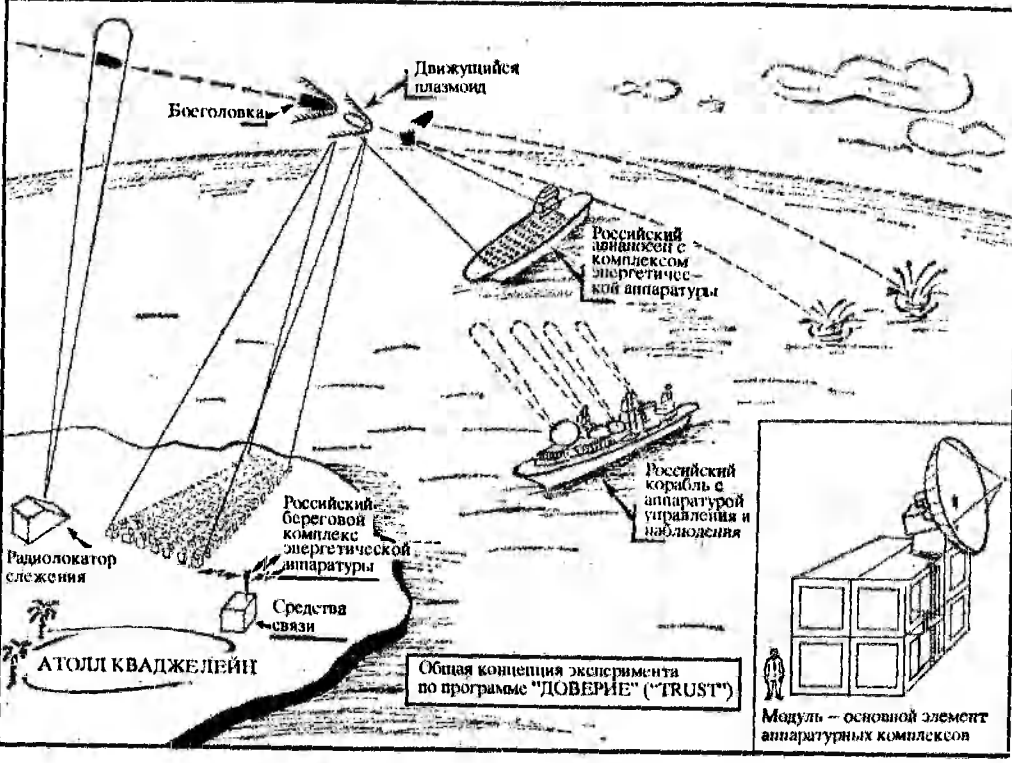 Движущийся
плазмоид
Боеголовка
Российский
авианосец с
комплексом
энергетичес–
кой аппаратуры
Российский
корабль с
аппаратурой
управления и
наблюдения
Российский
береговой
комплекс
энергетической
аппаратуры
Радиолокатор
слежения
Средства
связи
АТОЛЛ КВАДЖЕЛЕЙН
Общая концепция эксперимента
по программе "ДОВЕРИЕ" ("TRUST")
Модуль – основной элемент
аппаратурных комплексов